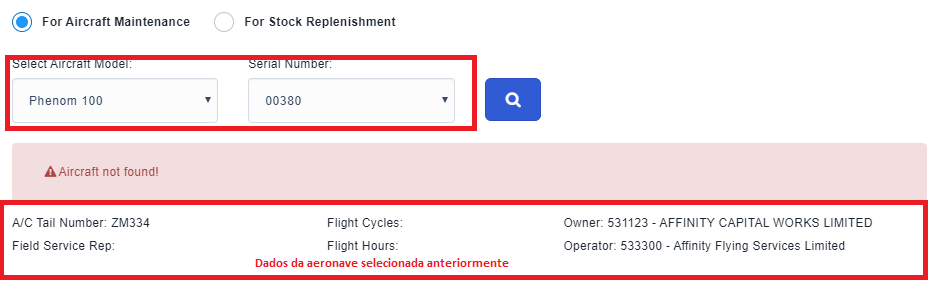 For Aircraft Maintenance For Stock Replenishment
Select Aircraft Model: Serial Number:
Phenom 100 00380
Aircraft not found!
A/C Tail Number: ZM334 Flight Cycles: Owner: 531123 - AFFINITY CAPITAL WORKS LIMITED
Field Service Rep: Flight Hours: Operator: 533300 - Affinity Flying Services Limited
Dados da aeronave selecionada anteriormente